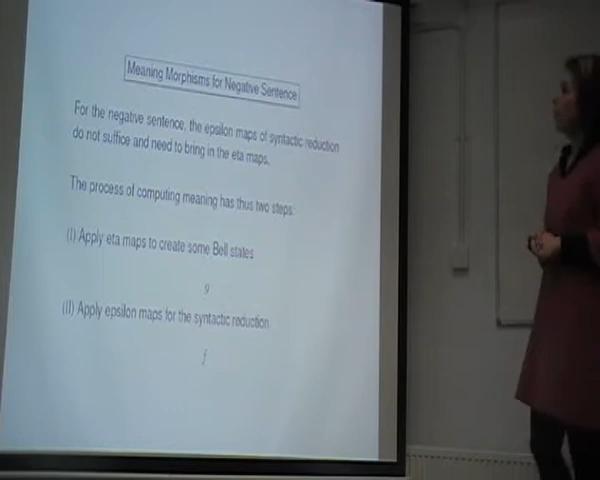 Meaning Morphisms for Negative Sentence
For the negative sentence, the epsilon maps of syntactic reduction
do not suffice and need to bring in the eta maps.
The process of computing meaning has thus two steps:
(I) Apply eta maps to create some Bell states
g
(II) Apply epsilon maps for the syntactic reduction
f